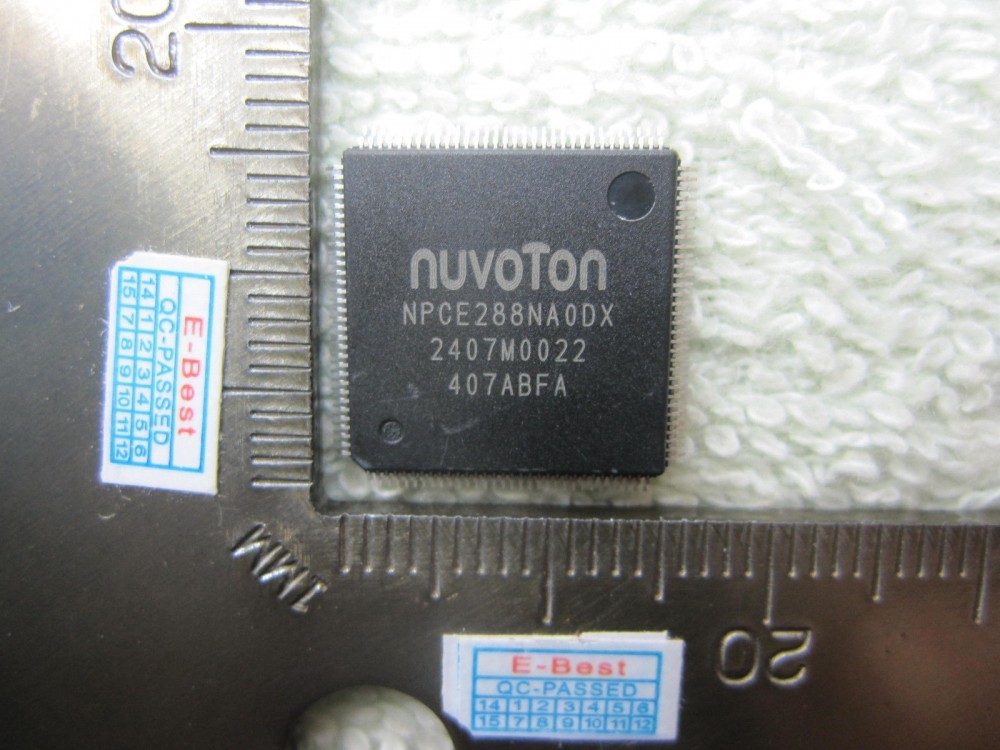 20
nuvoTon
NPCE288NA0DX
2407M0022
407ABFA
E-Best
QC-PASSED
14 1 2 3 4 5 6
15 7 8 9 10 11 12
1MM
20
E-Best
QC-PASSED
14 1 2 3 4 5 6
15 7 8 9 10 11 12